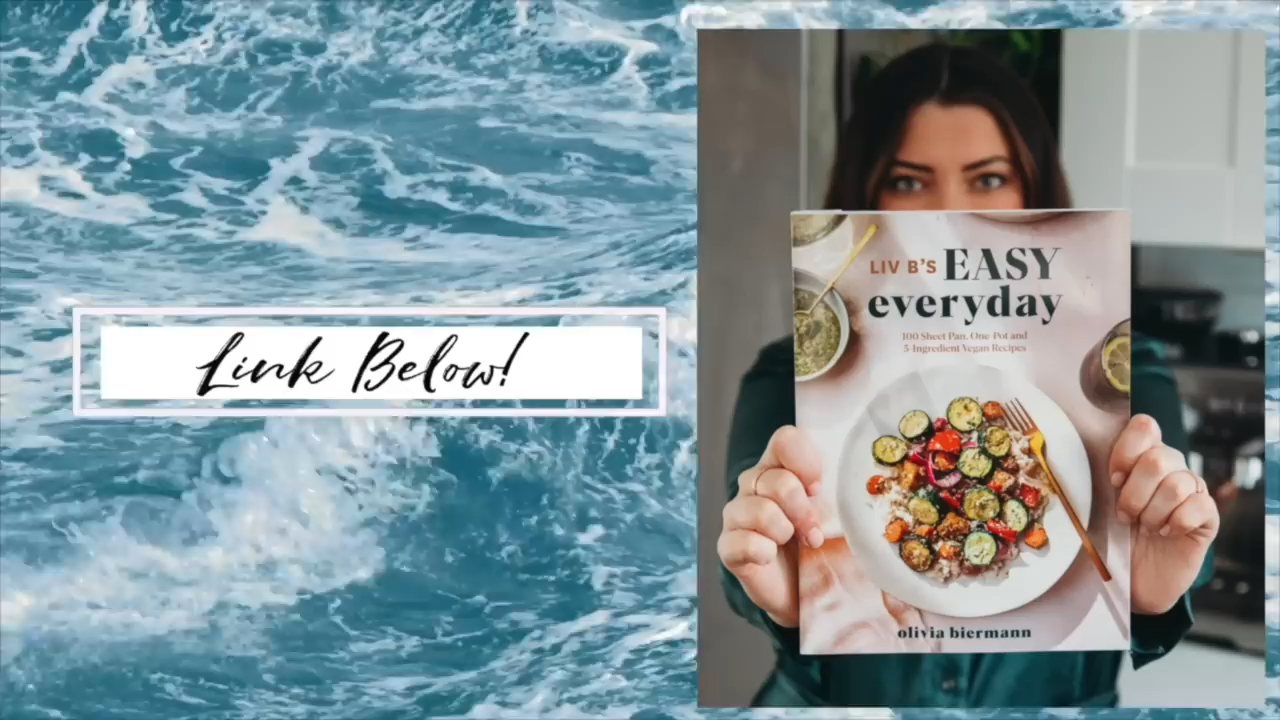 Link Below!
LIV B'S EASY
everyday
100 Sheet Pan, One-Pot and
5-Ingredient Vegan Recipes
olivia biermann